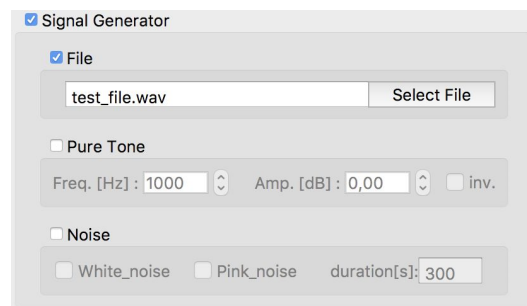 Signal Generator
File
test_file.wav Select File
Pure Tone
Freq. [Hz] : 1000 Amp. [dB] : 0,00 inv.
Noise
White_noise Pink_noise duration[s]: 300